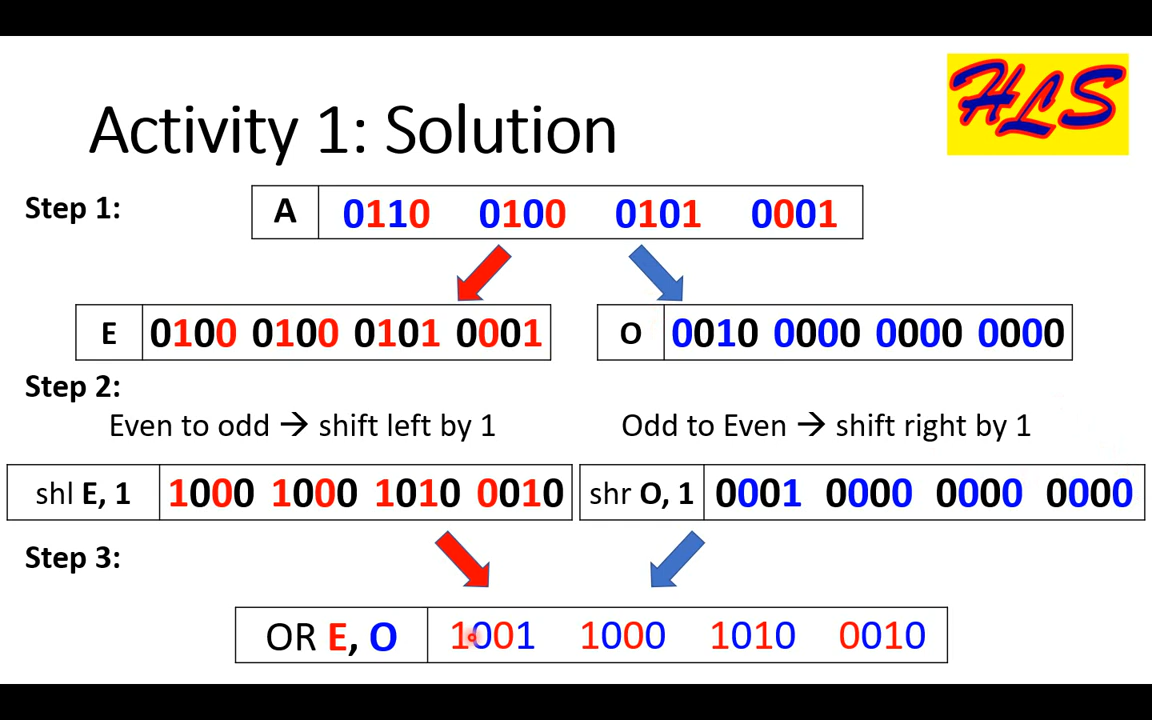 HLS
Activity 1: Solution
Step 1:
A 0110 0100 0101 0001
E 0100 0100 0101 0001
O 0010 0000 0000 0000
Step 2:
Even to odd → shift left by 1
Odd to Even → shift right by 1
shl E, 1 1000 1000 1010 0010
shr O, 1 0001 0000 0000 0000
Step 3:
OR E, O 1001 1000 1010 0010